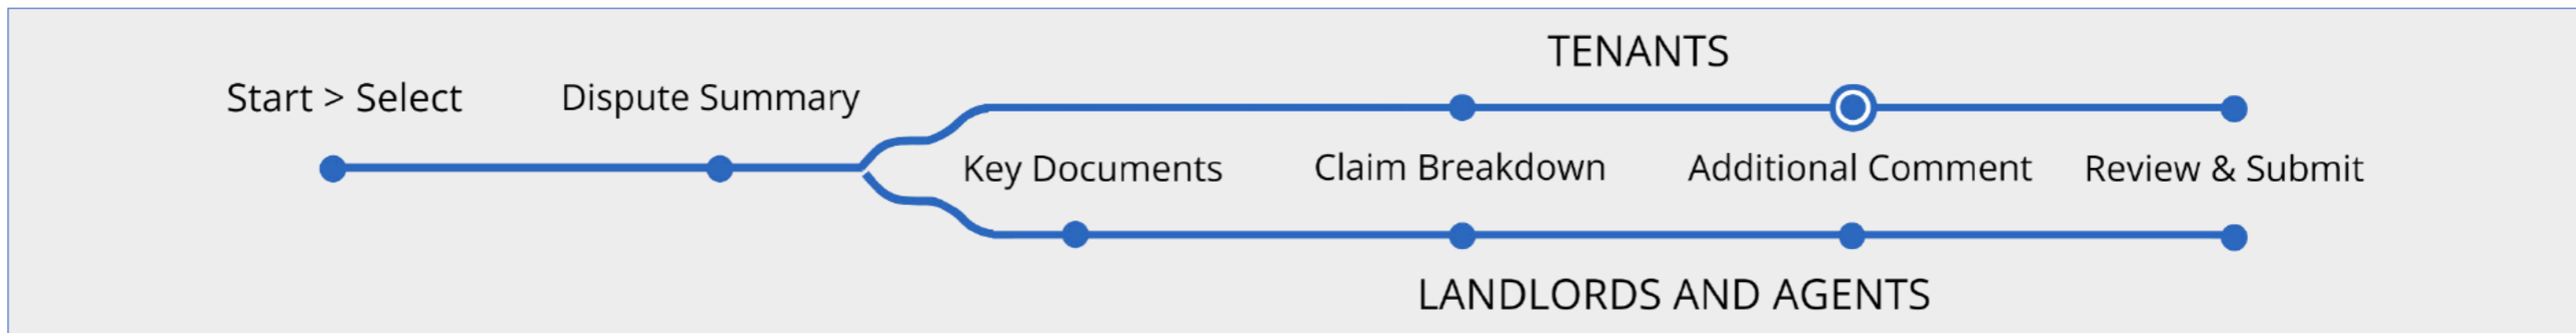 TENANTS
Start > Select
Dispute Summary
Key Documents
Claim Breakdown
Additional Comment
Review & Submit
LANDLORDS AND AGENTS